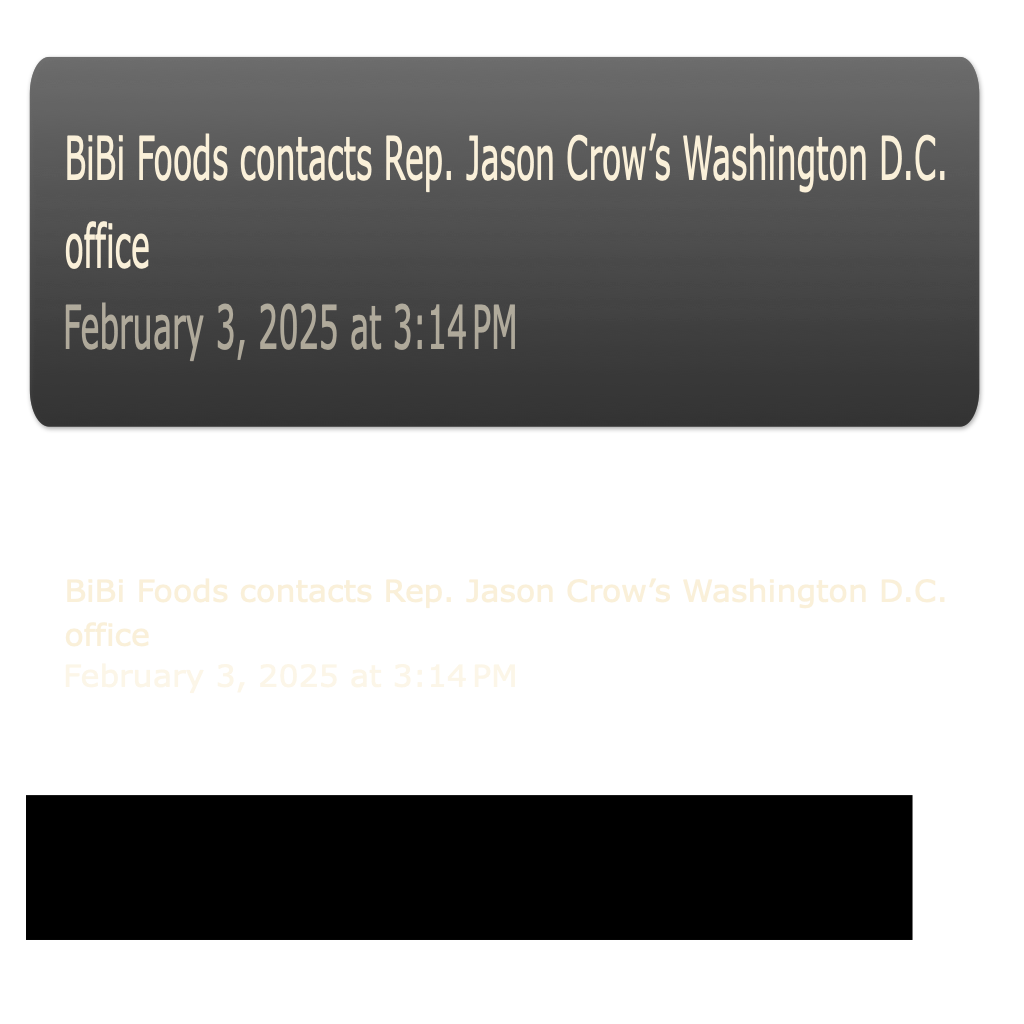 BiBi Foods contacts Rep. Jason Crow’s Washington D.C.
office
February 3, 2025 at 3:14 PM
BiBi Foods contacts Rep. Jason Crow’s Washington D.C.
office
February 3, 2025 at 3:14 PM